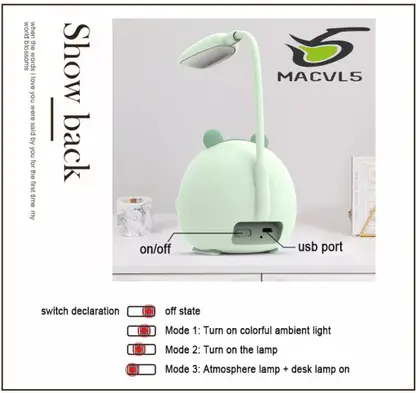 when the words i love you were said by you for the first time my
world blossoms
Show back
MACVL5
on/off
usb port
switch declaration
off state
Mode 1: Turn on colorful ambient light
Mode 2: Turn on the lamp
Mode 3: Atmosphere lamp + desk lamp on